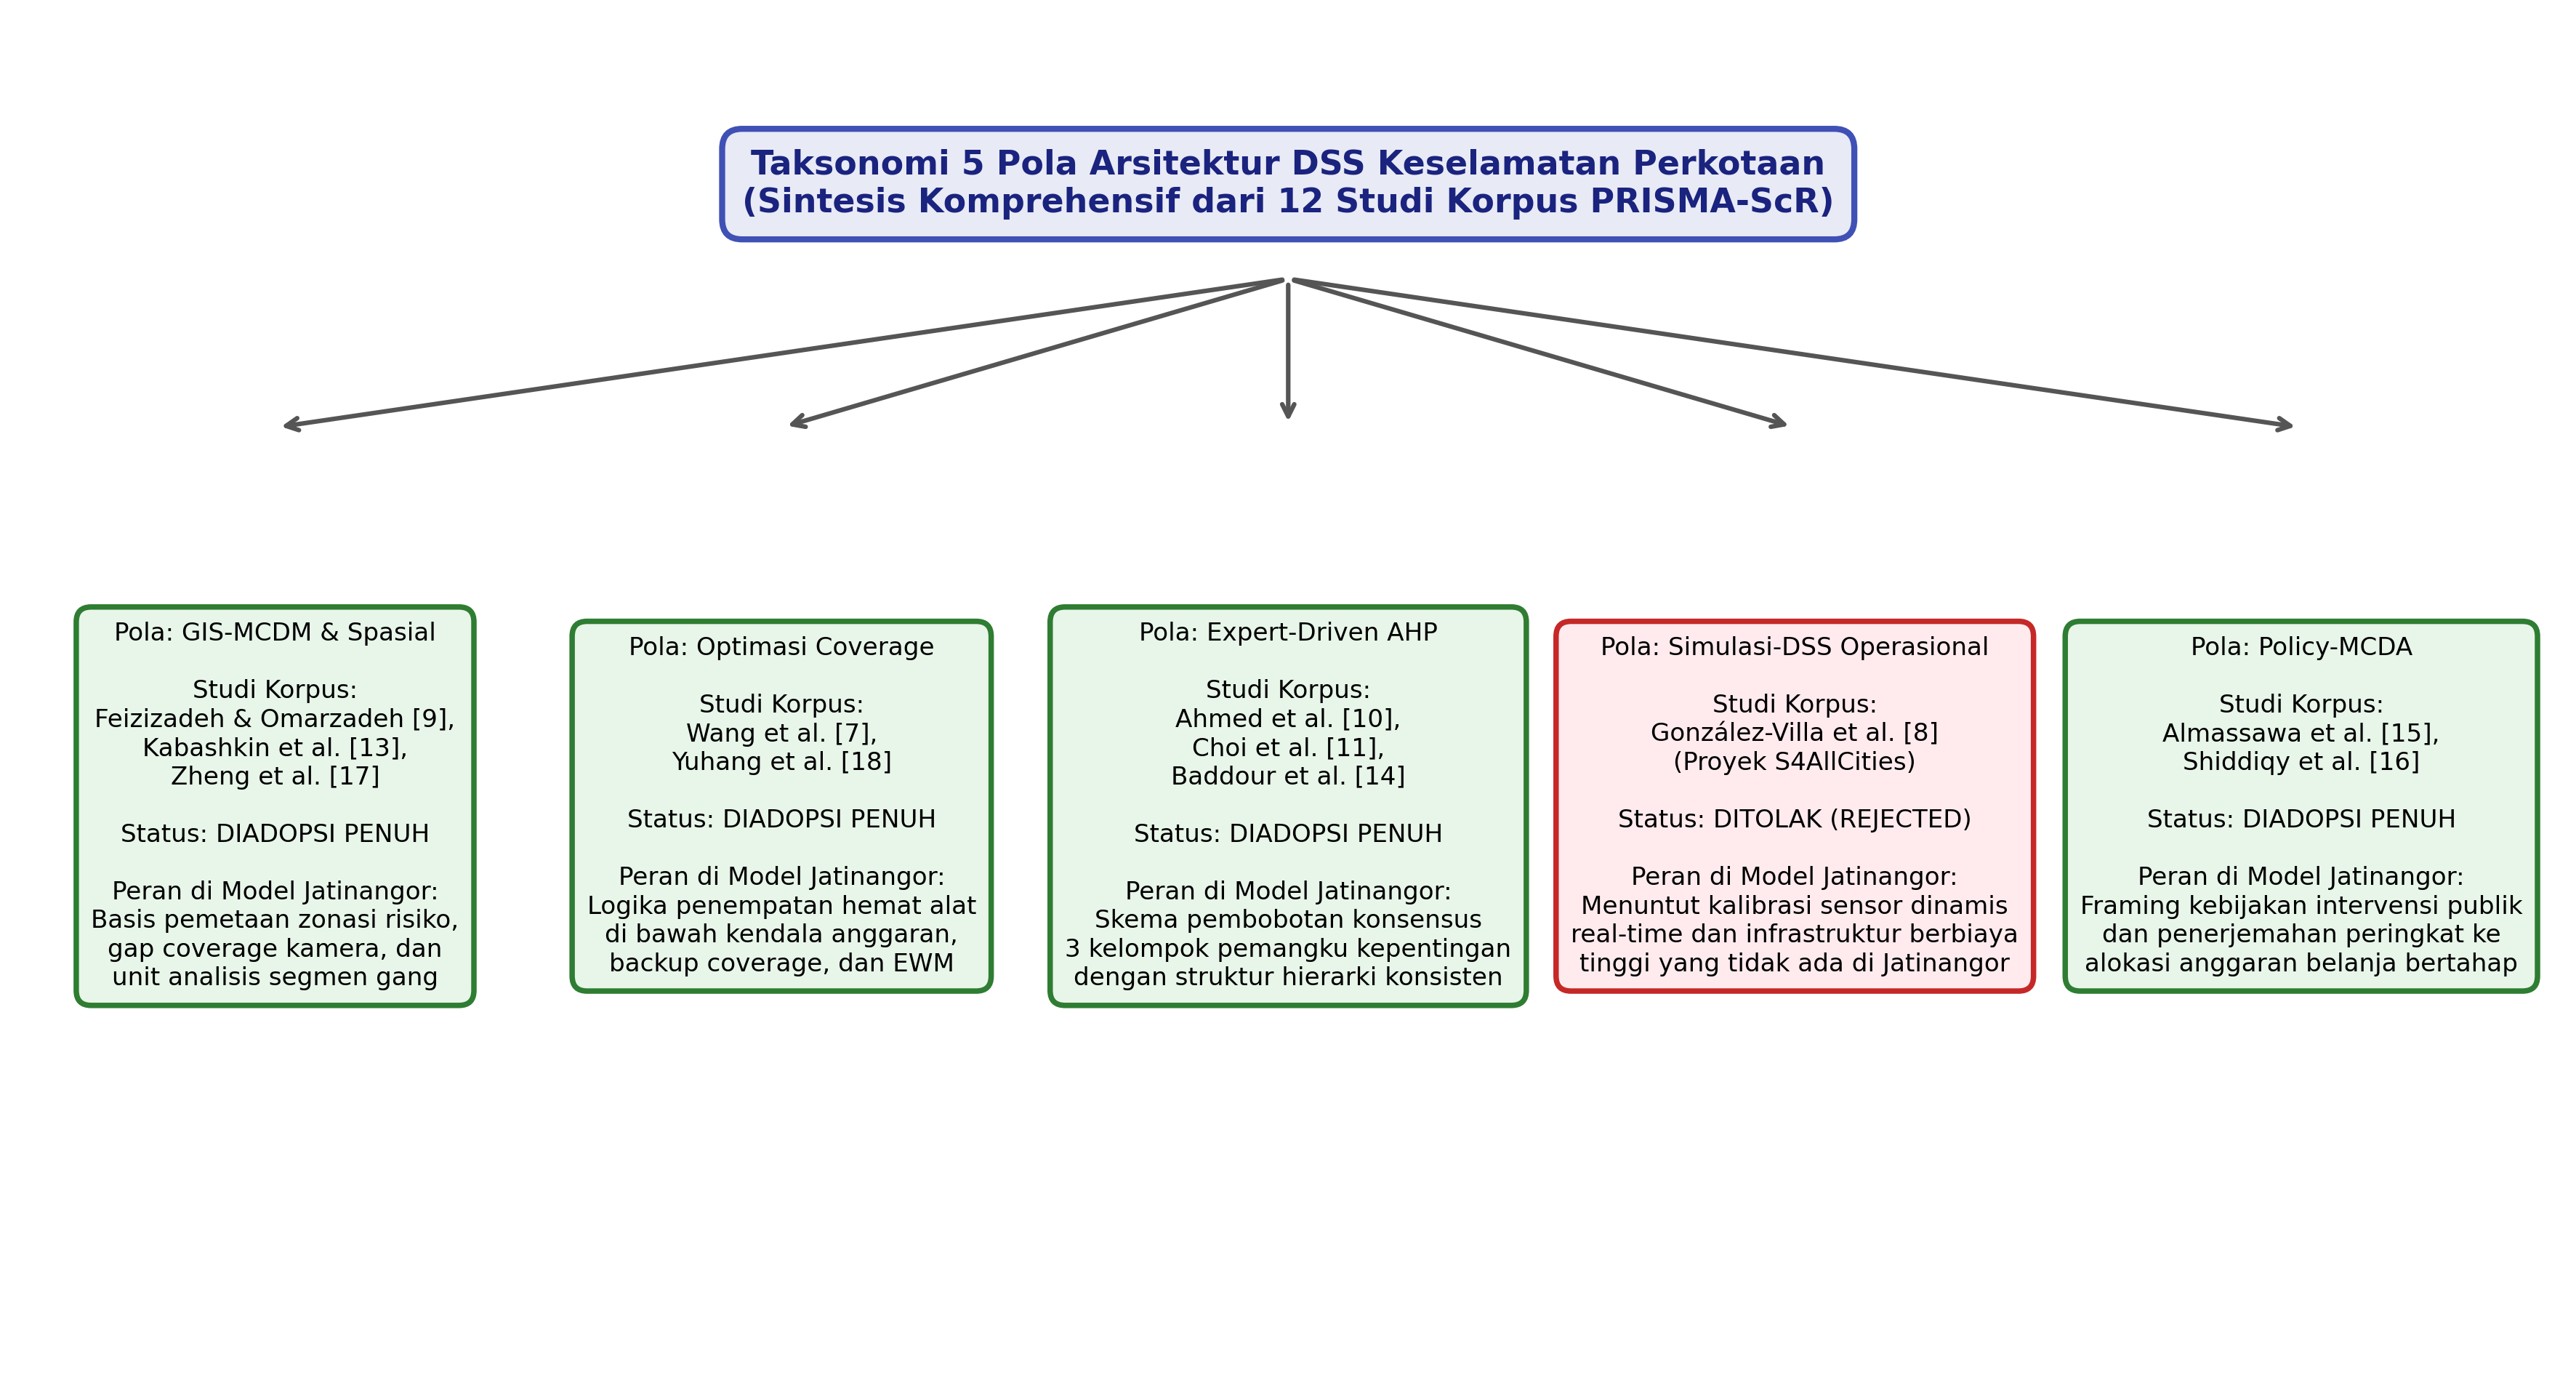 Taksonomi 5 Pola Arsitektur DSS Keselamatan Perkotaan
(Sintesis Komprehensif dari 12 Studi Korpus PRISMA-ScR)
Pola: GIS-MCDM & Spasial
Studi Korpus:
Feizizadeh & Omarzadeh [9],
Kabashkin et al. [13],
Zheng et al. [17]
Status: DIADOPSI PENUH
Peran di Model Jatinangor:
Basis pemetaan zonasi risiko,
gap coverage kamera, dan
unit analisis segmen gang
Pola: Optimasi Coverage
Studi Korpus:
Wang et al. [7],
Yuhang et al. [18]
Status: DIADOPSI PENUH
Peran di Model Jatinangor:
Logika penempatan hemat alat
di bawah kendala anggaran,
backup coverage, dan EWM
Pola: Expert-Driven AHP
Studi Korpus:
Ahmed et al. [10],
Choi et al. [11],
Baddour et al. [14]
Status: DIADOPSI PENUH
Peran di Model Jatinangor:
Skema pembobotan konsensus
3 kelompok pemangku kepentingan
dengan struktur hierarki konsisten
Pola: Simulasi-DSS Operasional
Studi Korpus:
González-Villa et al. [8]
(Proyek S4AllCities)
Status: DITOLAK (REJECTED)
Peran di Model Jatinangor:
Menuntut kalibrasi sensor dinamis
real-time dan infrastruktur berbiaya
tinggi yang tidak ada di Jatinangor
Pola: Policy-MCDA
Studi Korpus:
Almassawa et al. [15],
Shiddiqy et al. [16]
Status: DIADOPSI PENUH
Peran di Model Jatinangor:
Framing kebijakan intervensi publik
dan penerjemahan peringkat ke
alokasi anggaran belanja bertahap